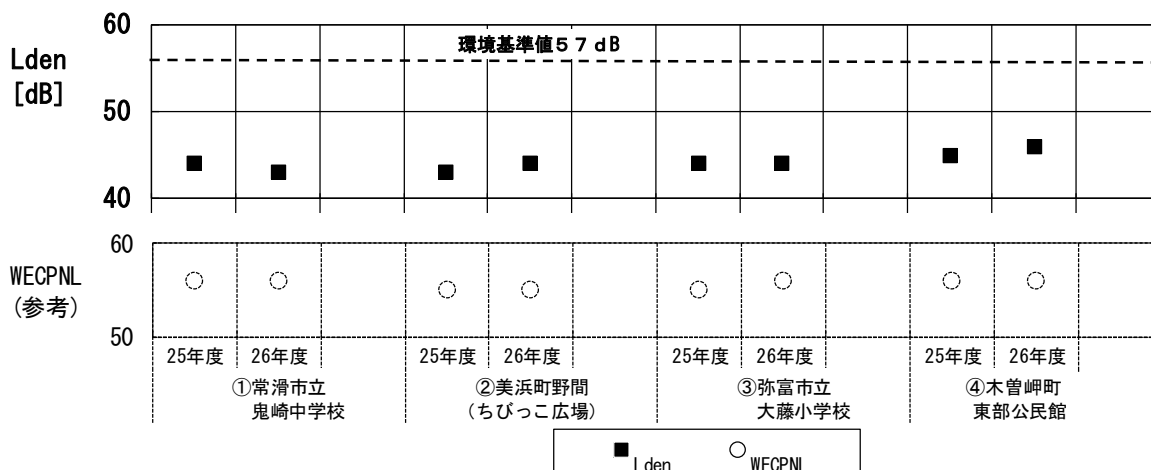 60
環境基準値57dB
Lden
[dB]
50
40
60
WECPNL
(参考)
50
25年度 26年度 25年度 26年度 25年度 26年度 25年度 26年度
①常滑市立 ②美浜町野間 ③弥富市立 ④木曽岬町
鬼崎中学校 (ちびっこ広場) 大藤小学校 東部公民館
■ Lden ○ WECPNL